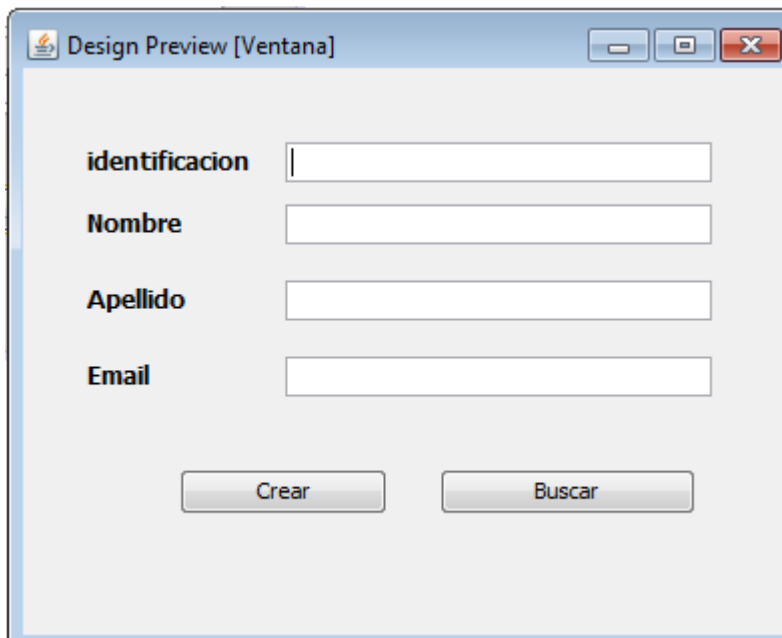 Design Preview [Ventana]
identificacion
Nombre
Apellido
Email
Crear Buscar